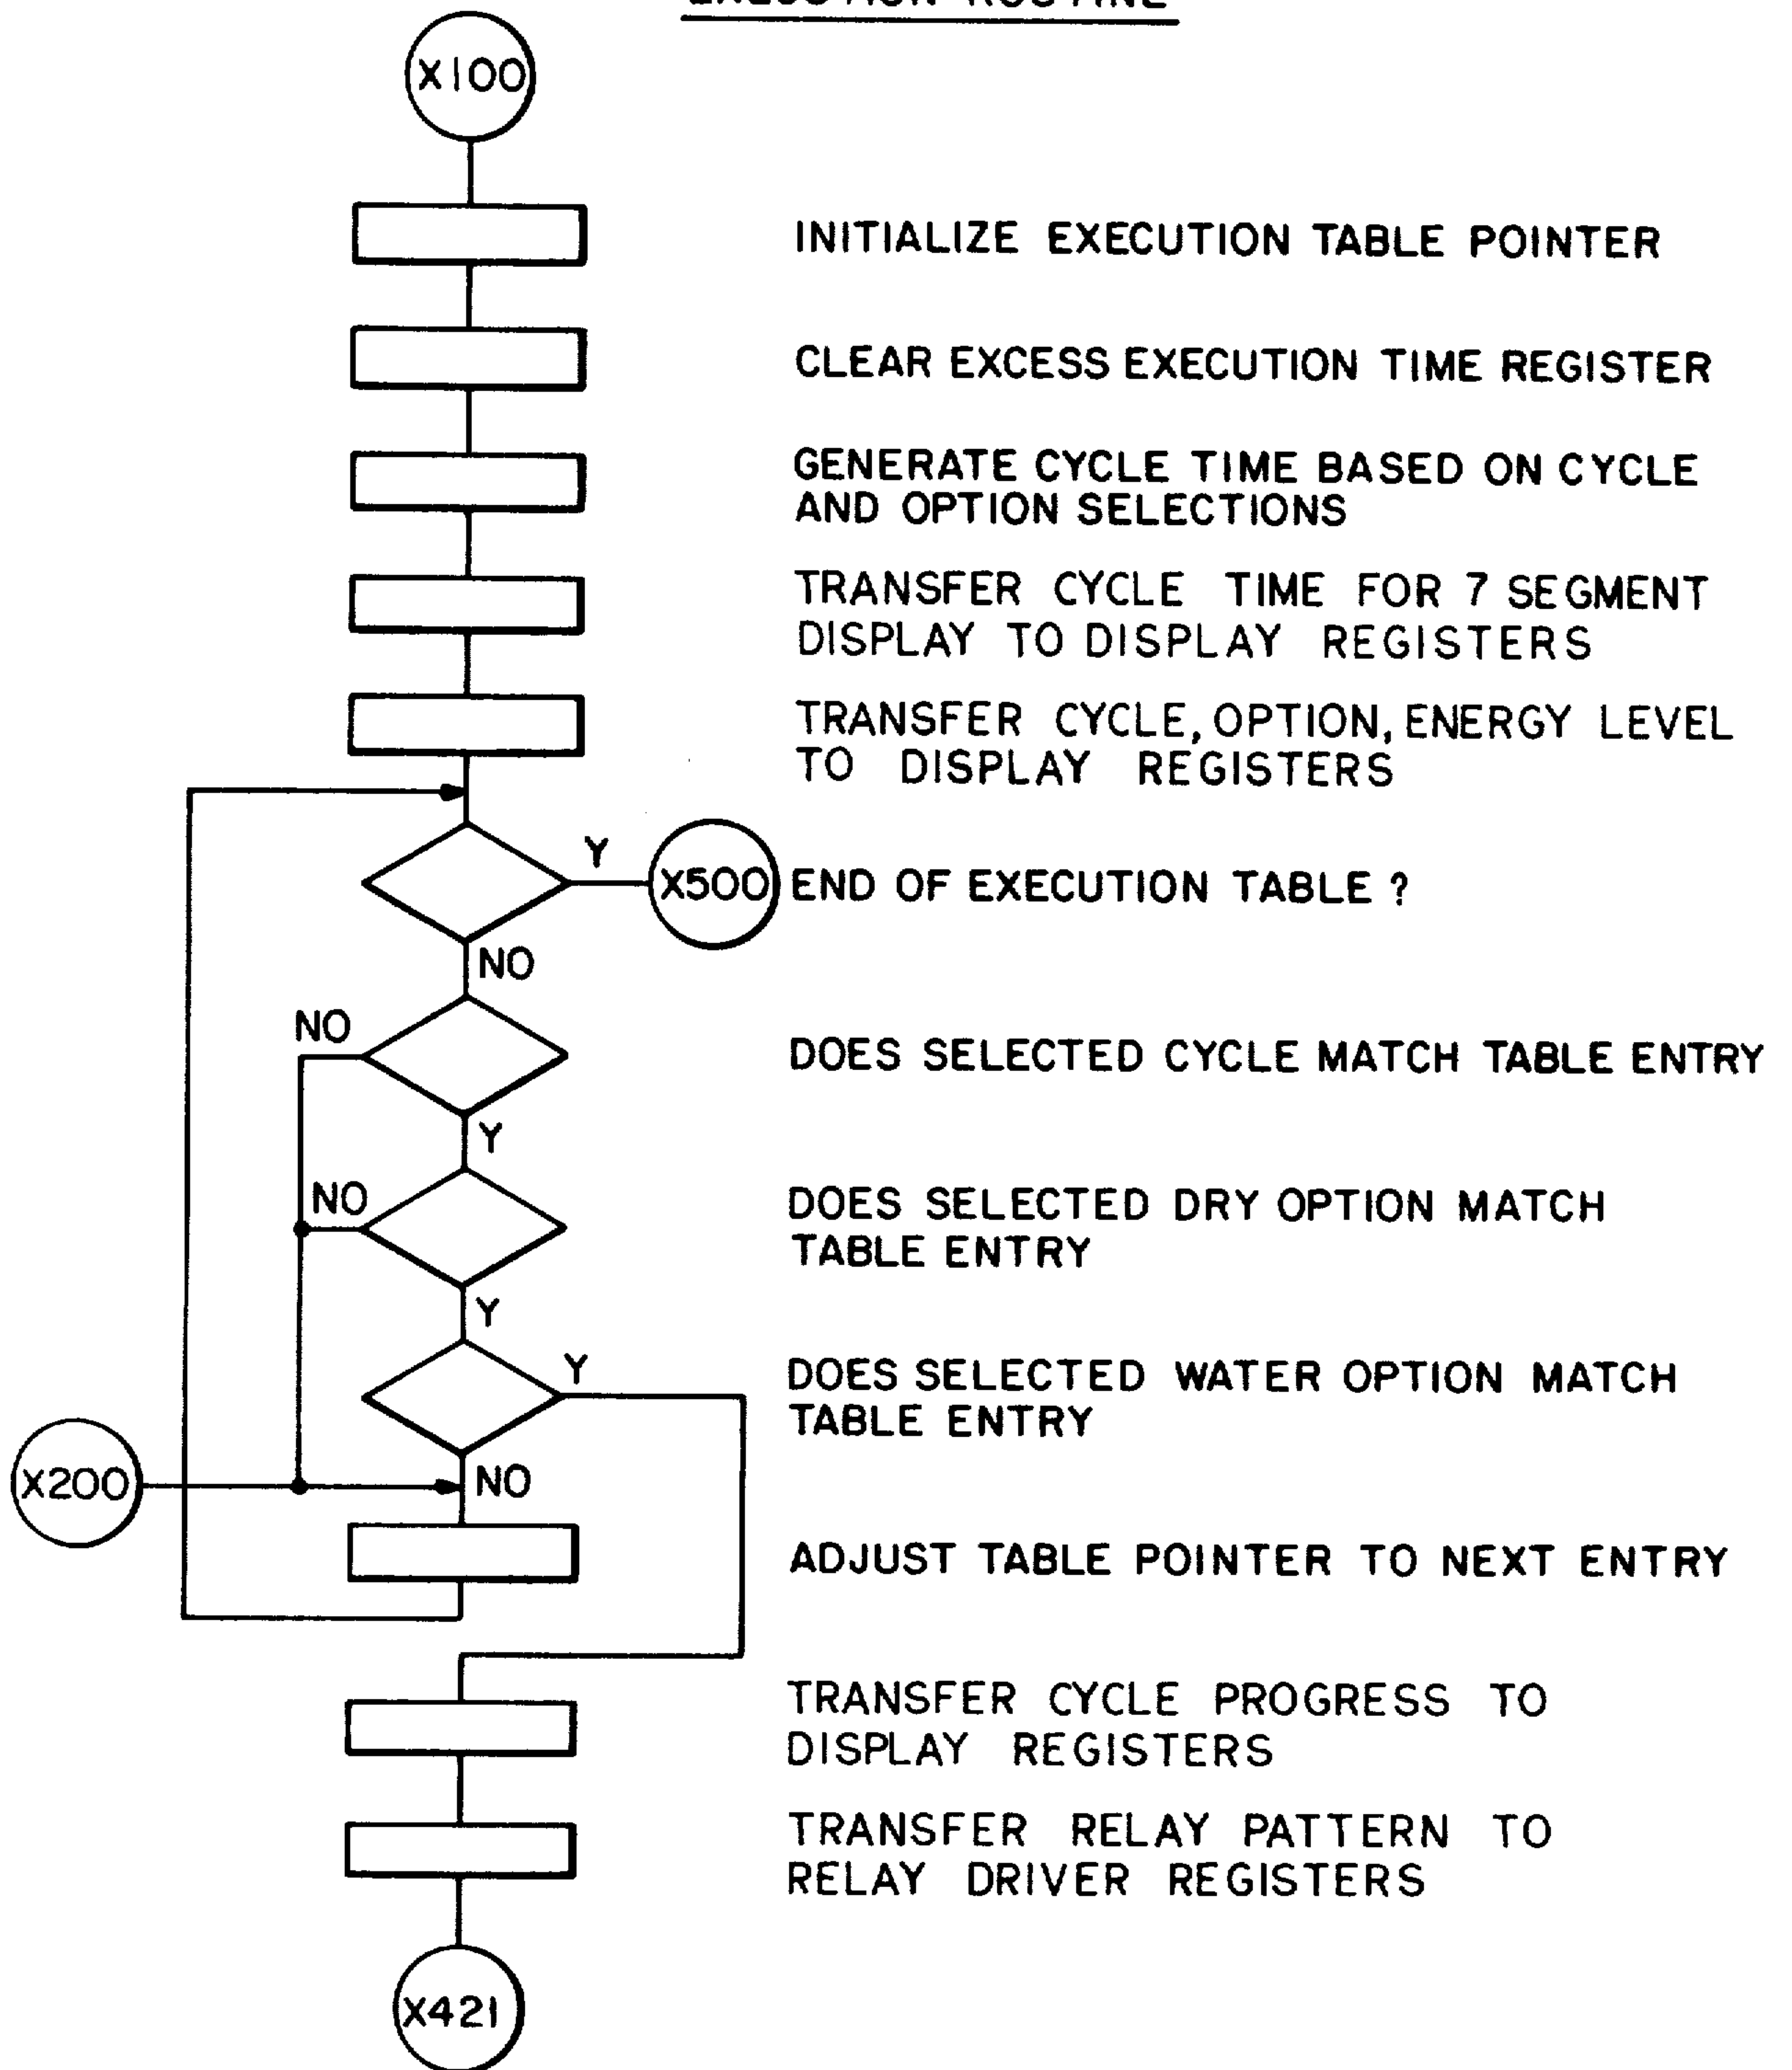 EXECUTION ROUTINE
X100
INITIALIZE EXECUTION TABLE POINTER
CLEAR EXCESS EXECUTION TIME REGISTER
GENERATE CYCLE TIME BASED ON CYCLE
AND OPTION SELECTIONS
TRANSFER CYCLE TIME FOR 7 SEGMENT
DISPLAY TO DISPLAY REGISTERS
TRANSFER CYCLE, OPTION, ENERGY LEVEL
TO DISPLAY REGISTERS
Y
X500
END OF EXECUTION TABLE ?
NO
NO
DOES SELECTED CYCLE MATCH TABLE ENTRY
Y
NO
DOES SELECTED DRY OPTION MATCH
TABLE ENTRY
Y
Y
DOES SELECTED WATER OPTION MATCH
TABLE ENTRY
X200
NO
ADJUST TABLE POINTER TO NEXT ENTRY
TRANSFER CYCLE PROGRESS TO
DISPLAY REGISTERS
TRANSFER RELAY PATTERN TO
RELAY DRIVER REGISTERS
X421